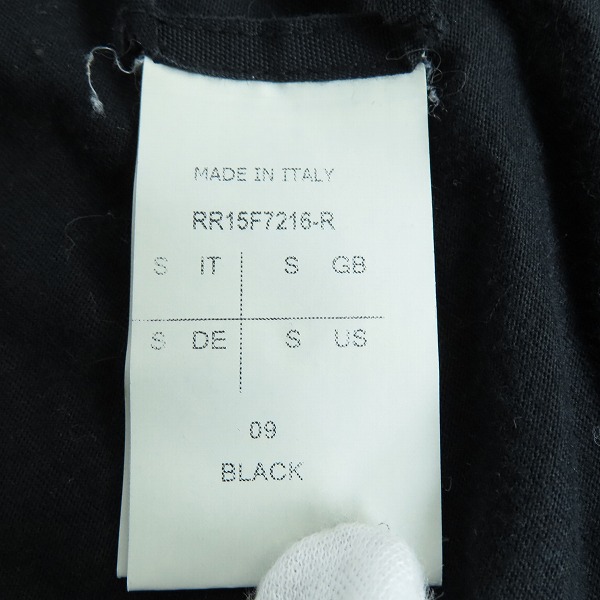 MADE IN ITALY
RR15F7216-R
S IT S GB
S DE S US
09
BLACK